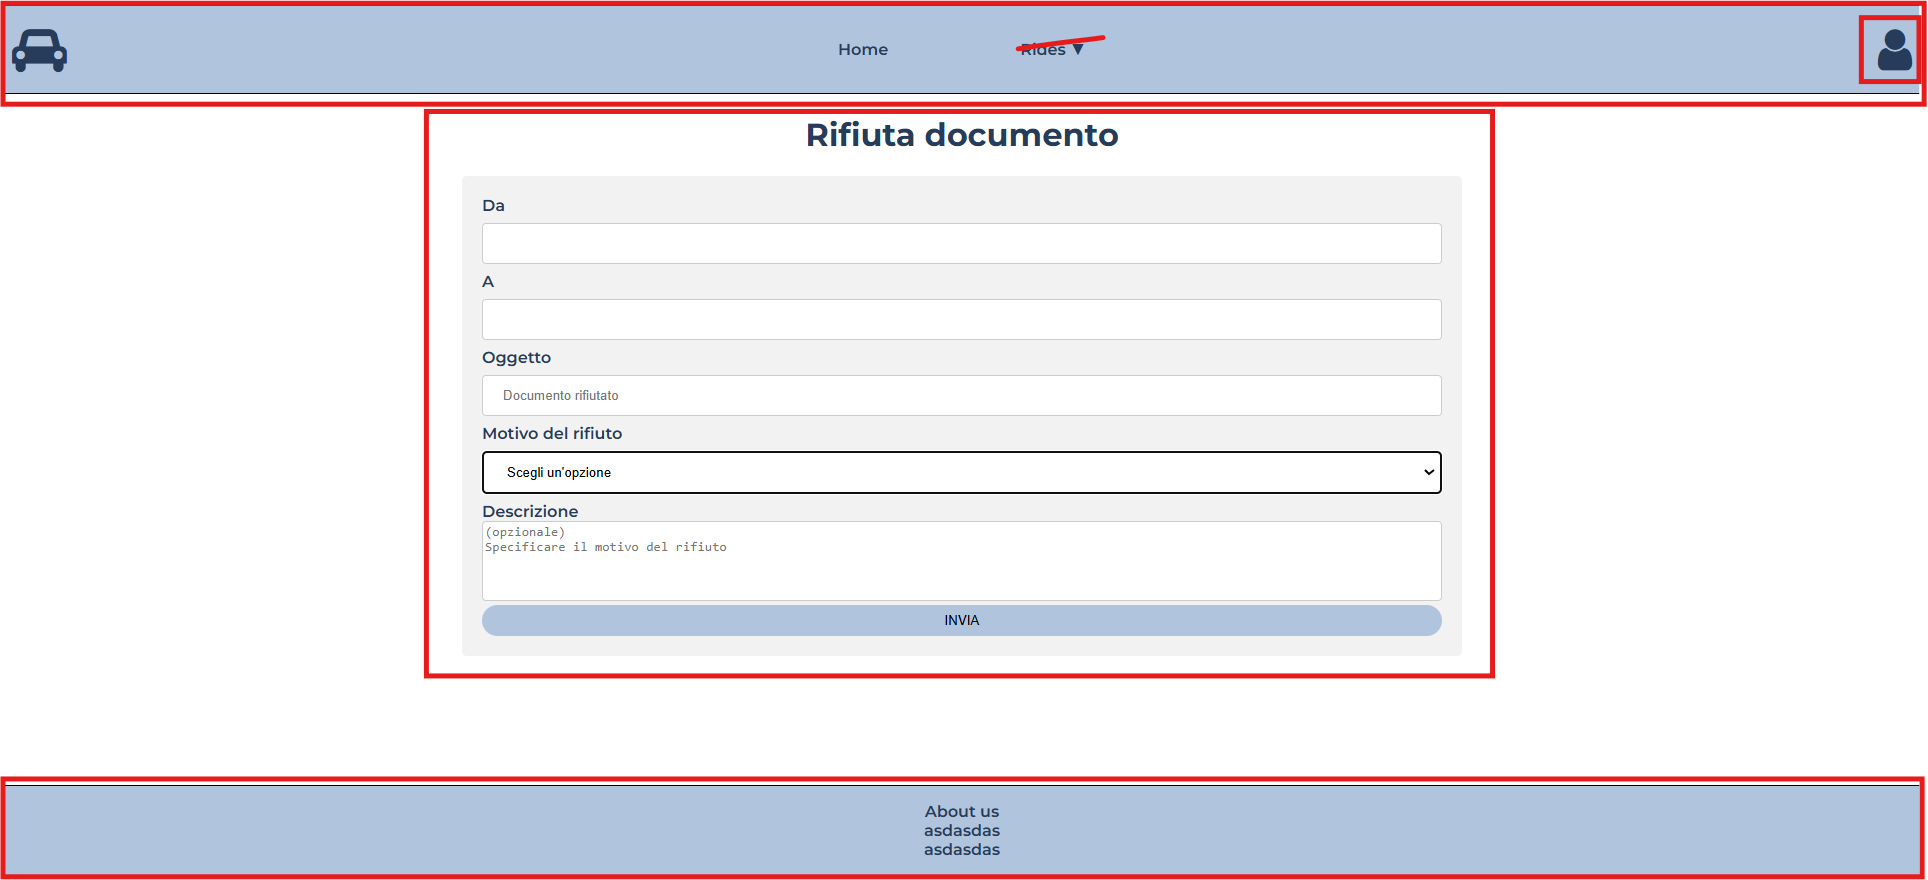 Home
Rides ▼
Rifiuta documento
Da
A
Oggetto
Documento rifiutato
Motivo del rifiuto
Scegli un'opzione
Descrizione
(opzionale)
Specificare il motivo del rifiuto
INVIA
About us
asdasdas
asdasdas